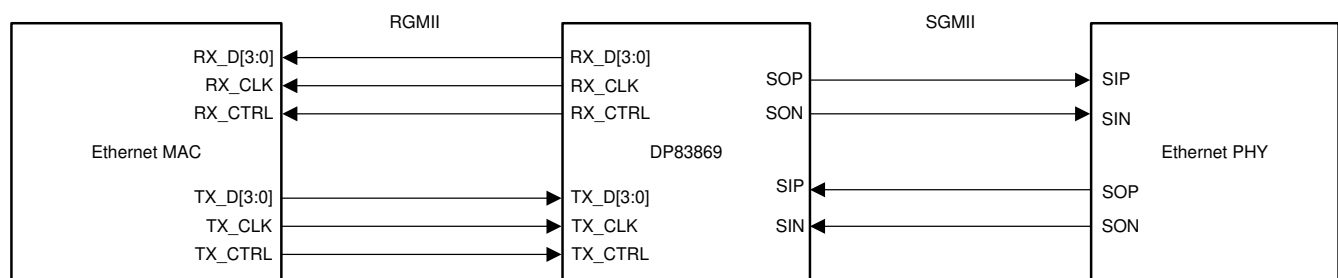 RGMII
SGMII
RX_D[3:0]
RX_CLK
RX_CTRL
Ethernet MAC
TX_D[3:0]
TX_CLK
TX_CTRL
RX_D[3:0]
RX_CLK
RX_CTRL
SOP
SON
DP83869
TX_D[3:0]
TX_CLK
TX_CTRL
SIP
SIN
SIP
SIN
Ethernet PHY
SOP
SON